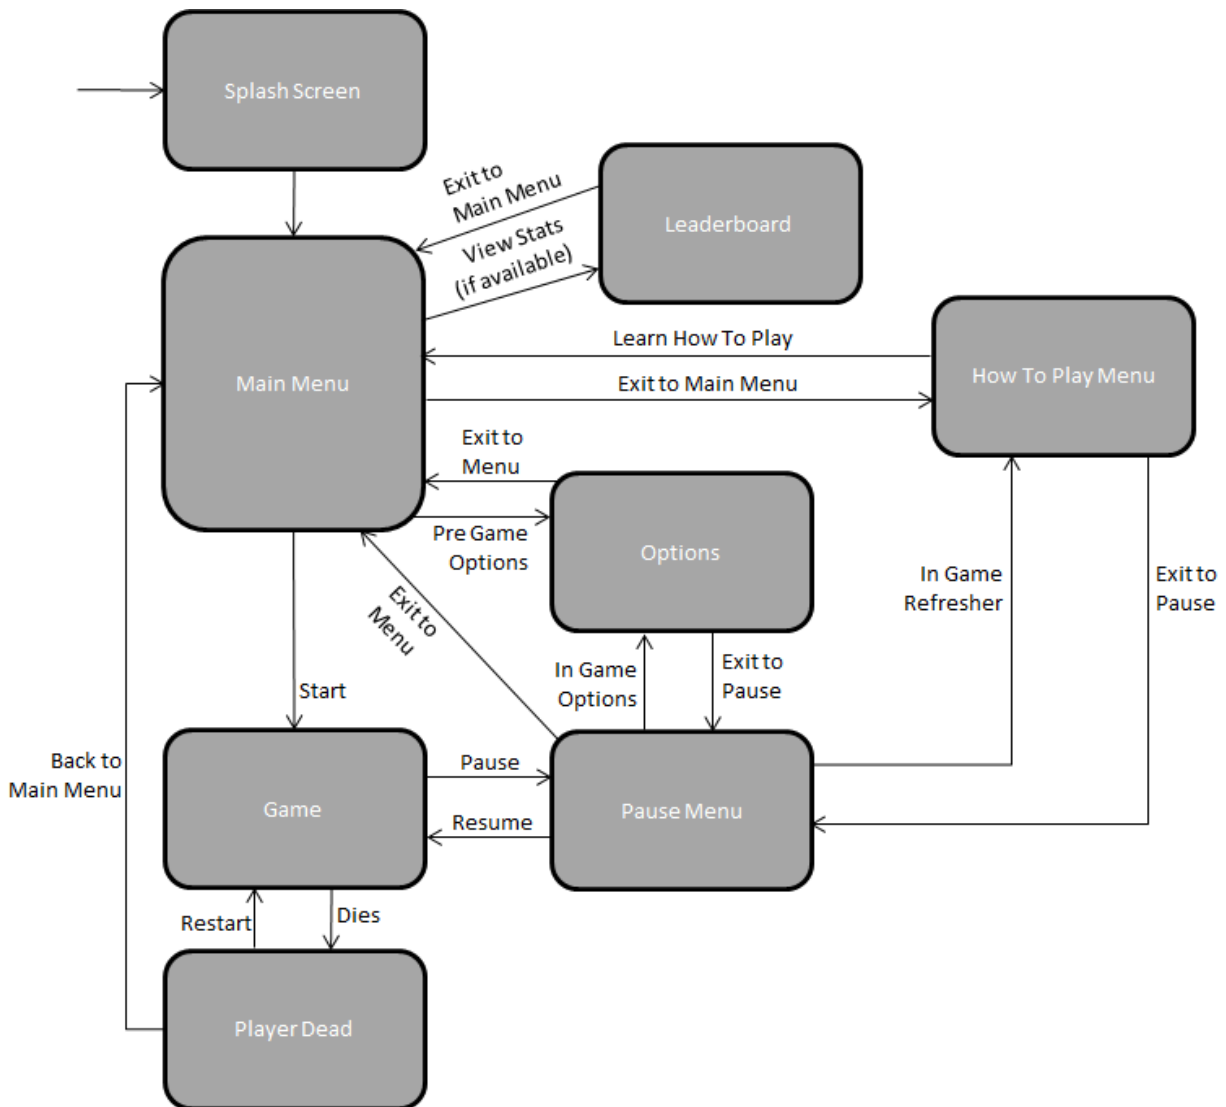 Splash Screen
Exit to
Main Menu
Leaderboard
View Stats
(if available)
Learn How To Play
Main Menu
How To Play Menu
Exit to Main Menu
Exit to
Menu
Pre Game
Options
Options
In Game
Refresher
Exit to
Pause
Exit to
Menu
In Game
Options
Exit to
Pause
Start
Back to
Main Menu
Pause
Game
Pause Menu
Resume
Restart
Dies
Player Dead